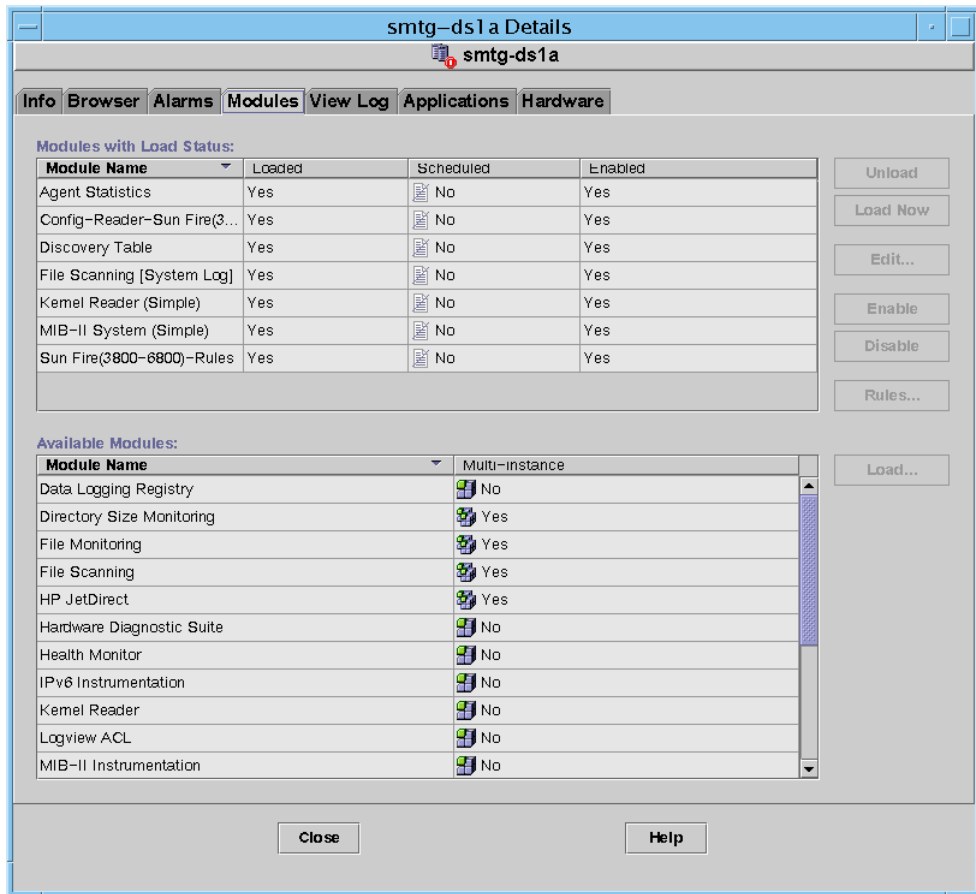 smtg-ds1a Details
smtg-ds1a
Info Browser Alarms Modules View Log Applications Hardware
Modules with Load Status:
Module Name Loaded Scheduled Enabled
Agent Statistics Yes No Yes
Config-Reader-Sun Fire(3... Yes No Yes
Discovery Table Yes No Yes
File Scanning [System Log] Yes No Yes
Kernel Reader (Simple) Yes No Yes
MIB-II System (Simple) Yes No Yes
Sun Fire(3800-6800)-Rules Yes No Yes
Unload
Load Now
Edit...
Enable
Disable
Rules...
Available Modules:
Module Name Multi-instance
Data Logging Registry No
Directory Size Monitoring Yes
File Monitoring Yes
File Scanning Yes
HP JetDirect Yes
Hardware Diagnostic Suite No
Health Monitor No
IPv6 Instrumentation No
Kernel Reader No
Logview ACL No
MIB-II Instrumentation No
Load...
Close Help